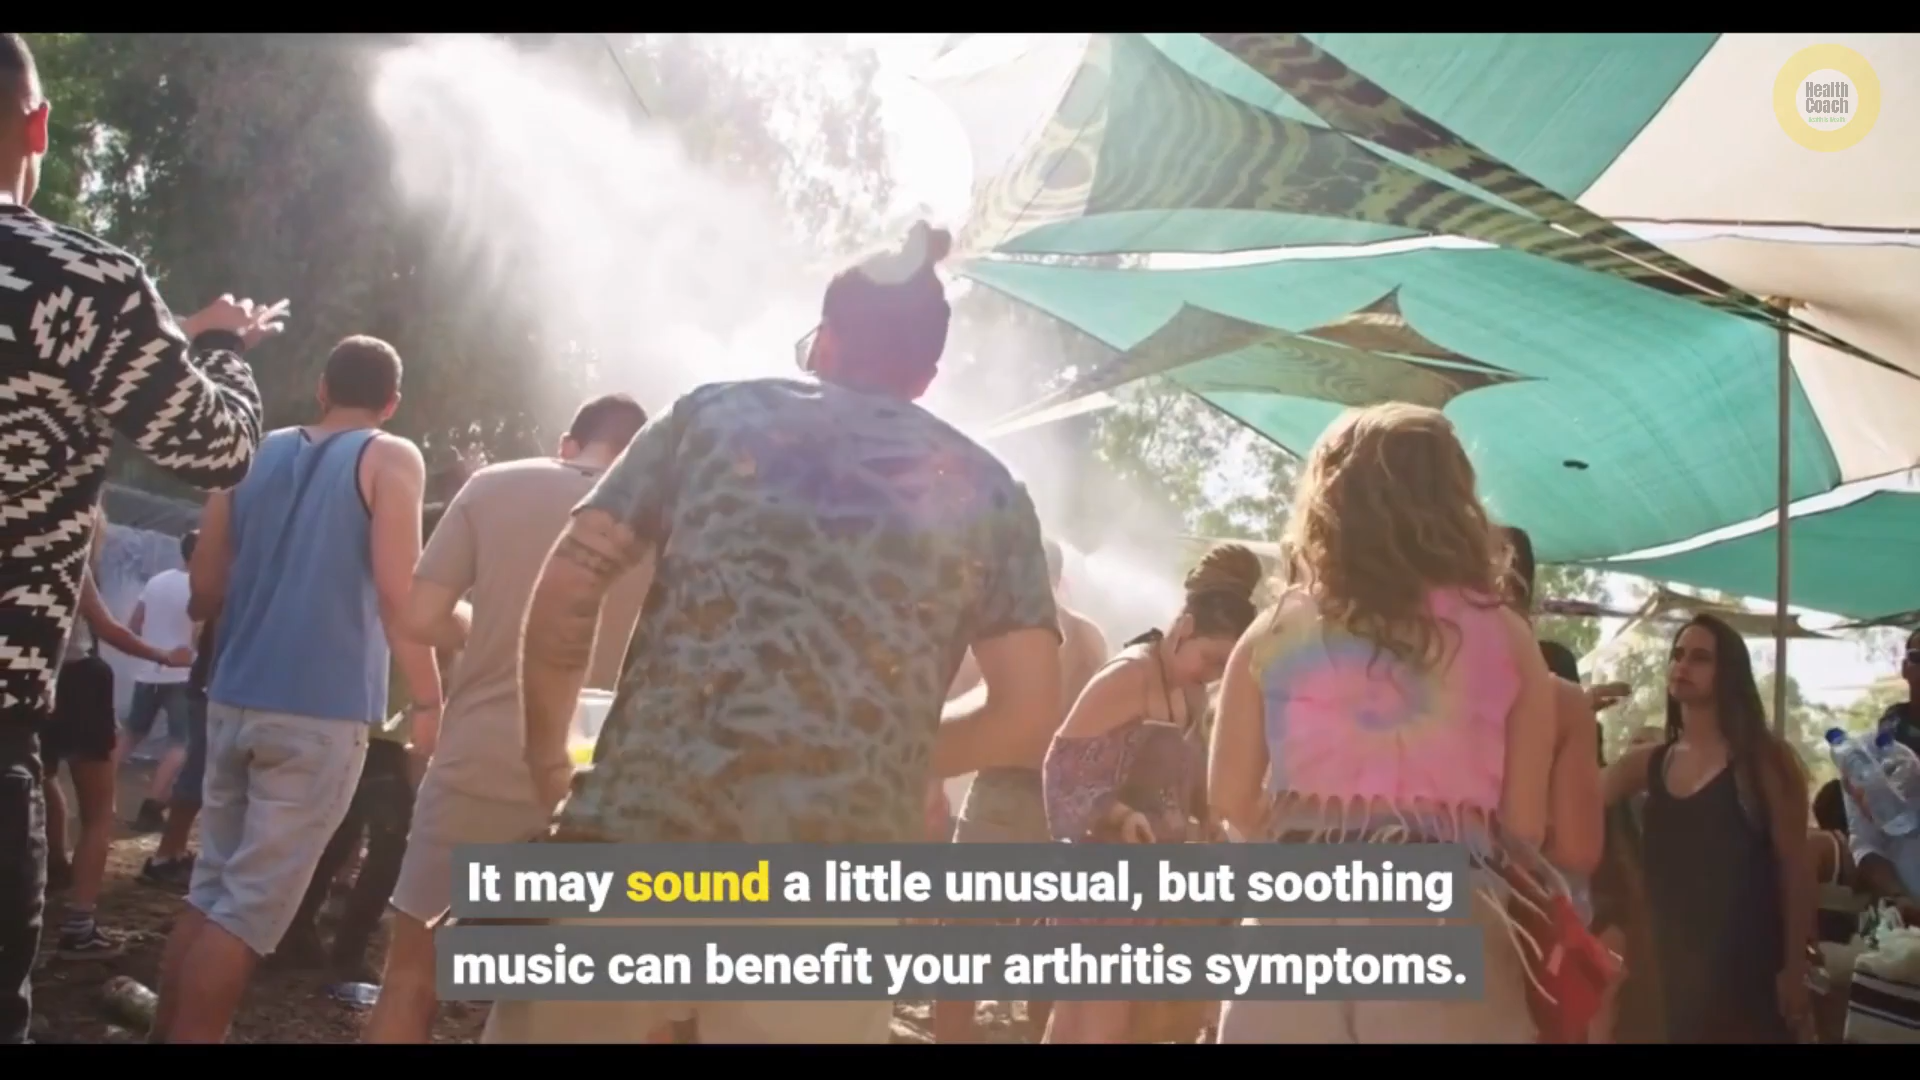 Health
Coach
It may sound a little unusual, but soothing
music can benefit your arthritis symptoms.